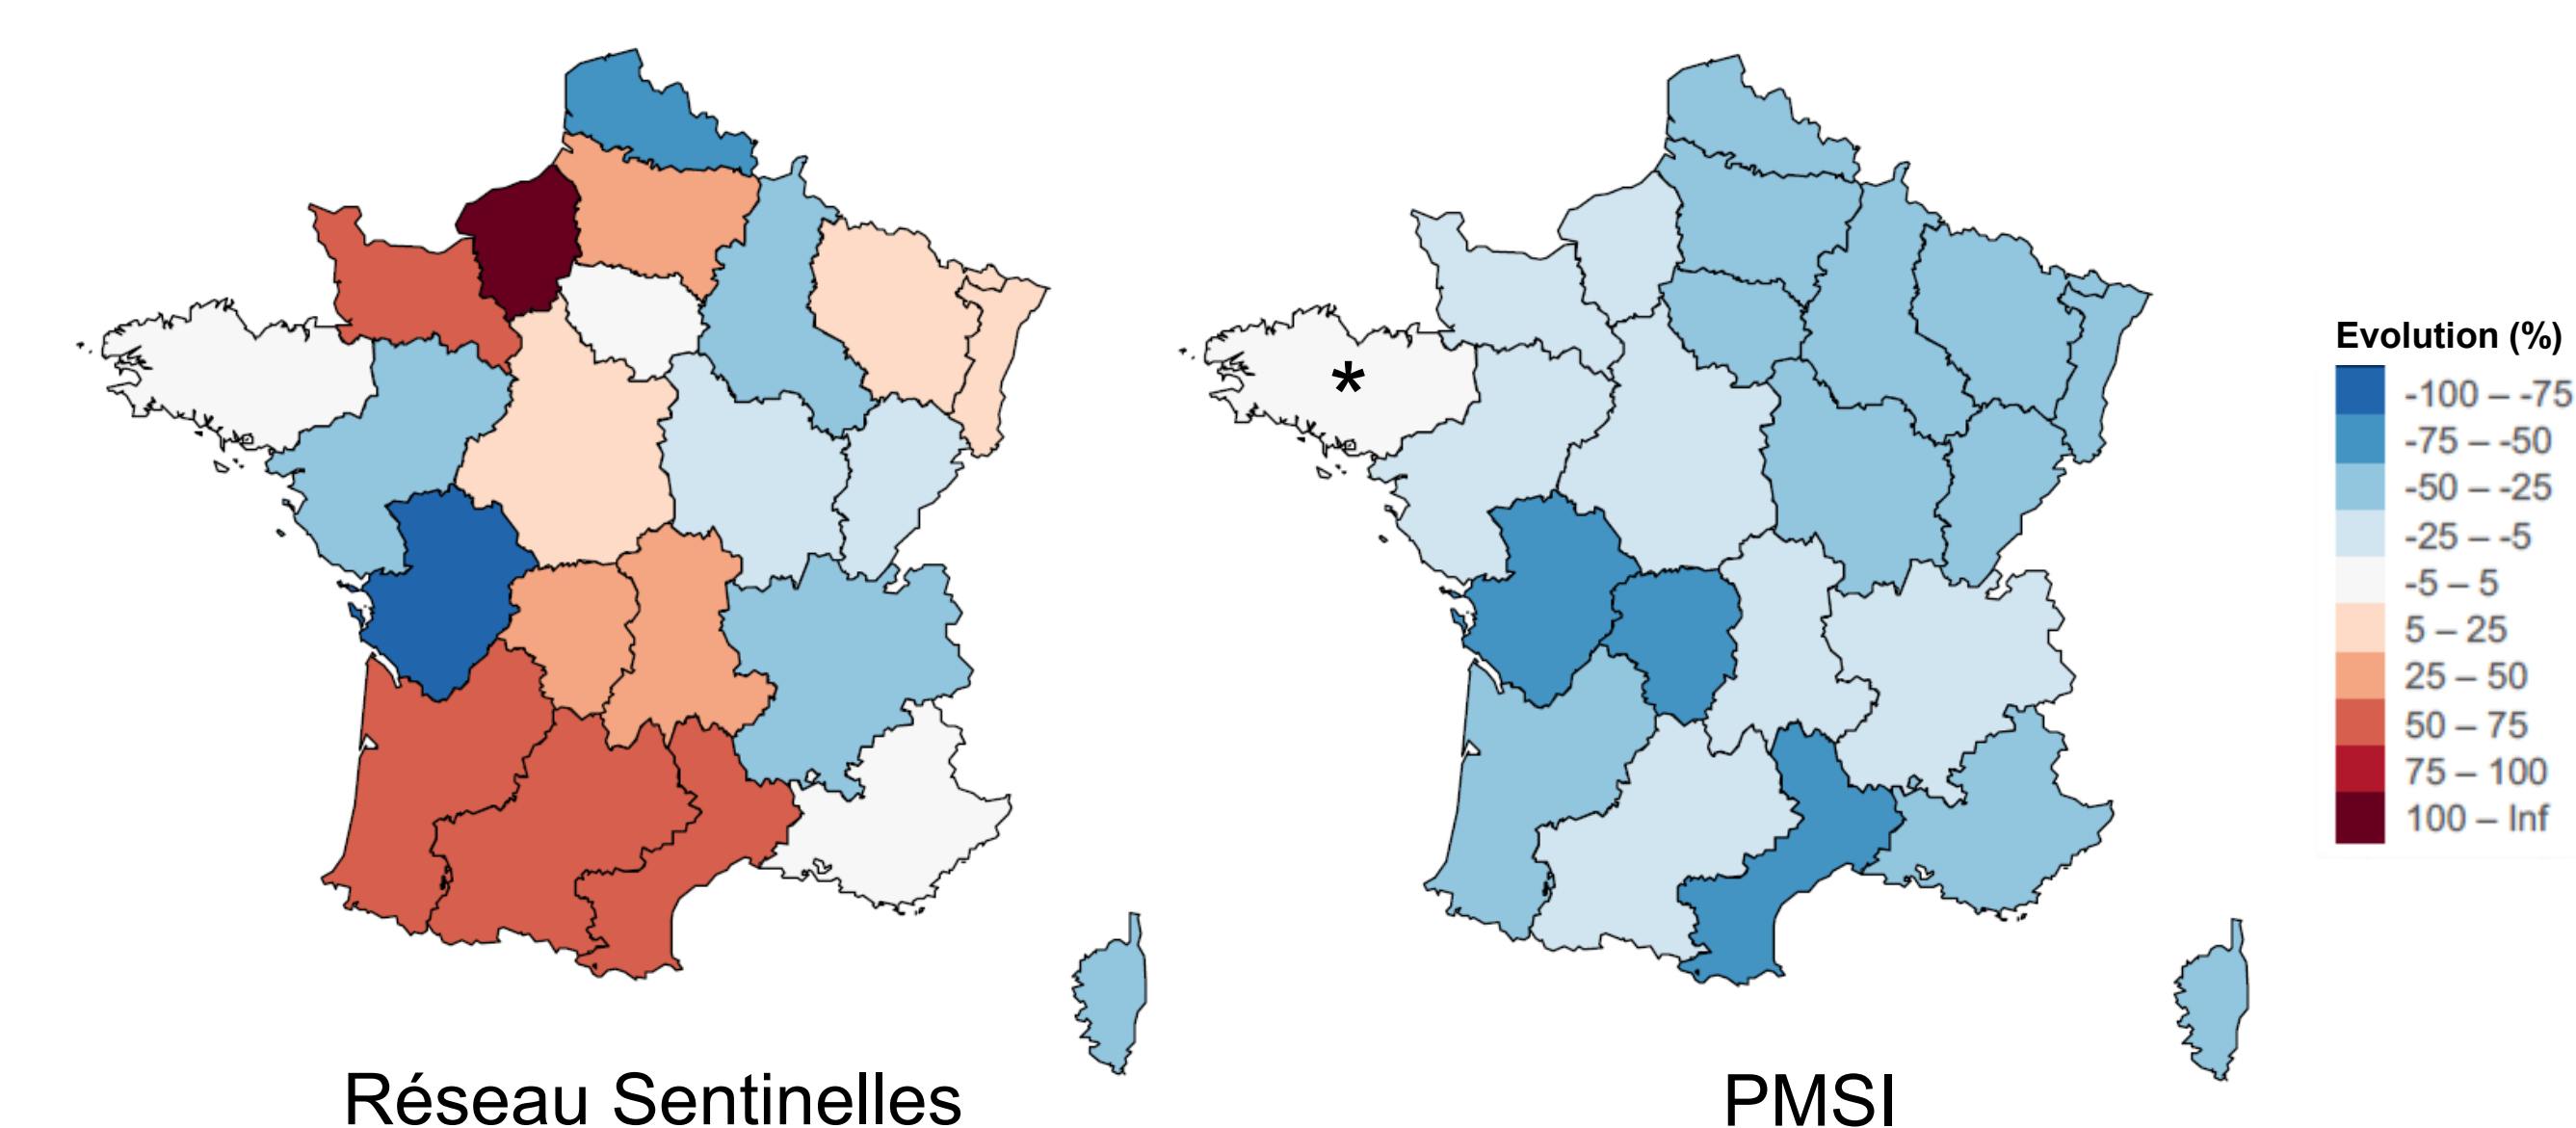 *
Evolution (%)
-100 – -75
-75 – -50
-50 – -25
-25 – -5
-5 – 5
5 – 25
25 – 50
50 – 75
75 – 100
100 – Inf
Réseau Sentinelles
PMSI